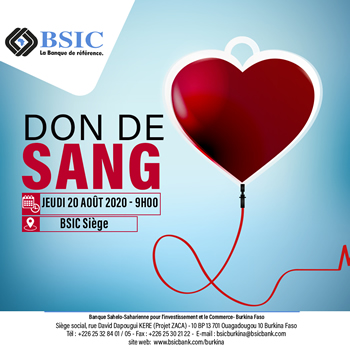 BSIC
La Banque de référence.
DON DE
SANG
JEUDI 20 AOÛT 2020 - 9H00
BSIC Siège
Banque Sahelo-Saharienne pour l'investissement et le Commerce- Burkina Faso
Siège social, rue David Dapougui KERE (Projet ZACA) - 10 BP 13 701 Ouagadougou 10 Burkina Faso
Tél : +226 25 32 84 01 / 05 - Fax : +226 25 30 21 22 - E-mail : bsicburkina@bsicbank.com
site web: www.bsicbank.com/burkina